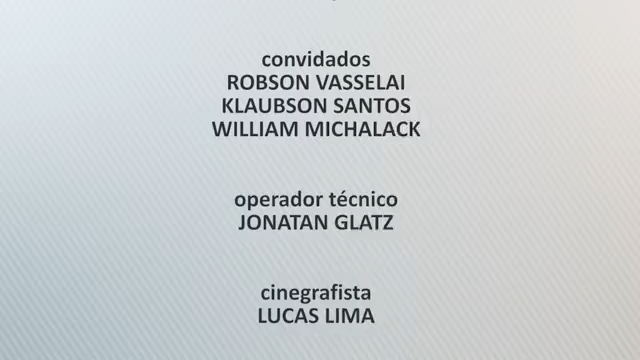 convidados
ROBSON VASSELAI
KLAUBSON SANTOS
WILLIAM MICHALACK
operador técnico
JONATAN GLATZ
cinegrafista
LUCAS LIMA